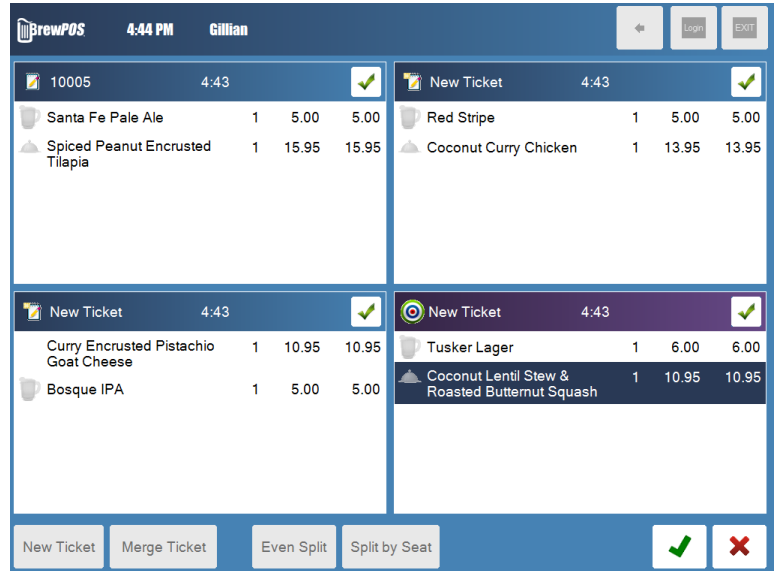 BrewPOS 4:44 PM Gillian Login EXIT
10005 4:43
Santa Fe Pale Ale 1 5.00 5.00
Spiced Peanut Encrusted 1 15.95 15.95
Tilapia
New Ticket 4:43
Red Stripe 1 5.00 5.00
Coconut Curry Chicken 1 13.95 13.95
New Ticket 4:43
Curry Encrusted Pistachio 1 10.95 10.95
Goat Cheese
Bosque IPA 1 5.00 5.00
New Ticket 4:43
Tusker Lager 1 6.00 6.00
Coconut Lentil Stew & 1 10.95 10.95
Roasted Butternut Squash
New Ticket Merge Ticket Even Split Split by Seat